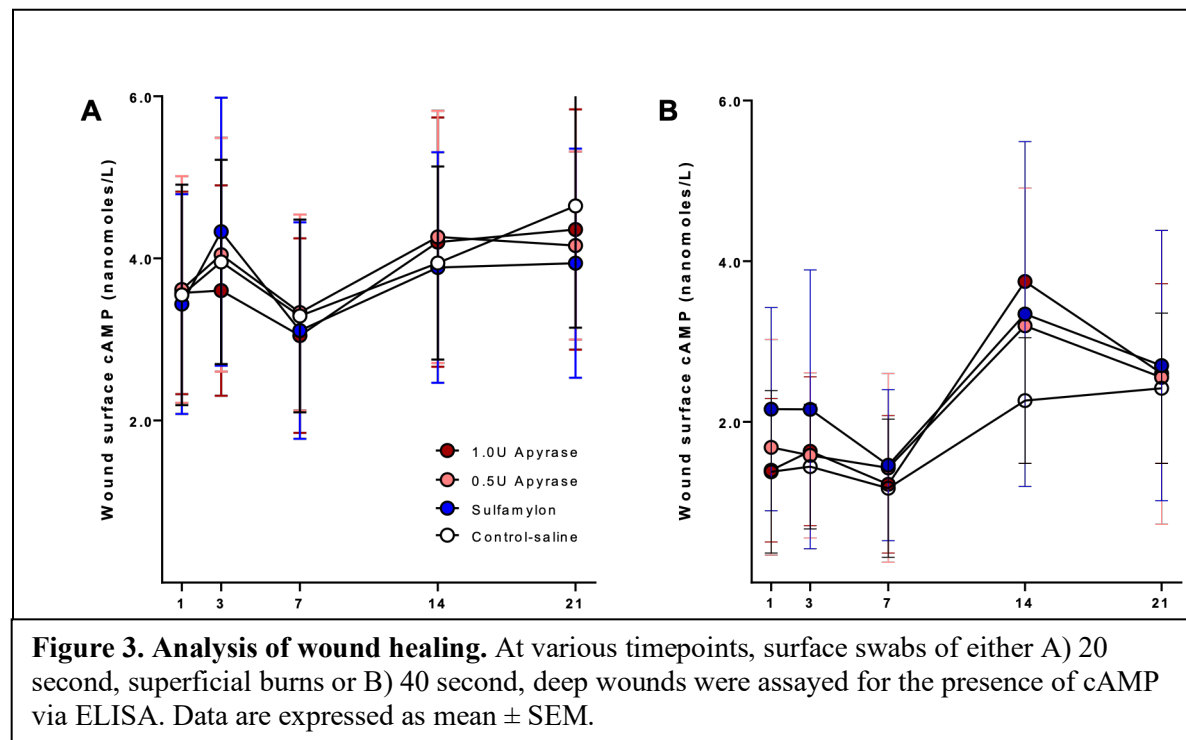 A
B
Wound surface cAMP (nanomoles/L)
6.0
4.0
2.0
1 3 7 14 21
1.0U Apyrase
0.5U Apyrase
Sulfamylon
Control-saline
Wound surface cAMP (nanomoles/L)
6.0
4.0
2.0
1 3 7 14 21
Figure 3. Analysis of wound healing. At various timepoints, surface swabs of either A) 20
second, superficial burns or B) 40 second, deep wounds were assayed for the presence of cAMP
via ELISA. Data are expressed as mean ± SEM.